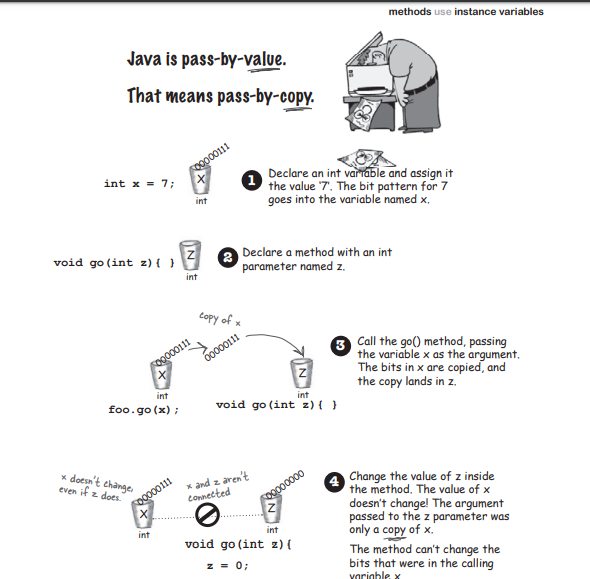 methods use instance variables
Java is pass-by-value.
That means pass-by-copy.
int x = 7;
00000111
X
int
1
Declare an int variable and assign it
the value '7'. The bit pattern for 7
goes into the variable named x.
void go(int z){ }
Z
int
2
Declare a method with an int
parameter named z.
copy of x
00000111
00000111
X
int
Z
int
foo.go(x);
void go(int z){ }
3
Call the go() method, passing
the variable x as the argument.
The bits in x are copied, and
the copy lands in z.
x doesn't change,
even if z does.
00000111
X
int
x and z aren't
connected
00000000
Z
int
void go(int z){
z = 0;
4
Change the value of z inside
the method. The value of x
doesn't change! The argument
passed to the z parameter was
only a copy of x.
The method can't change the
bits that were in the calling
variable x